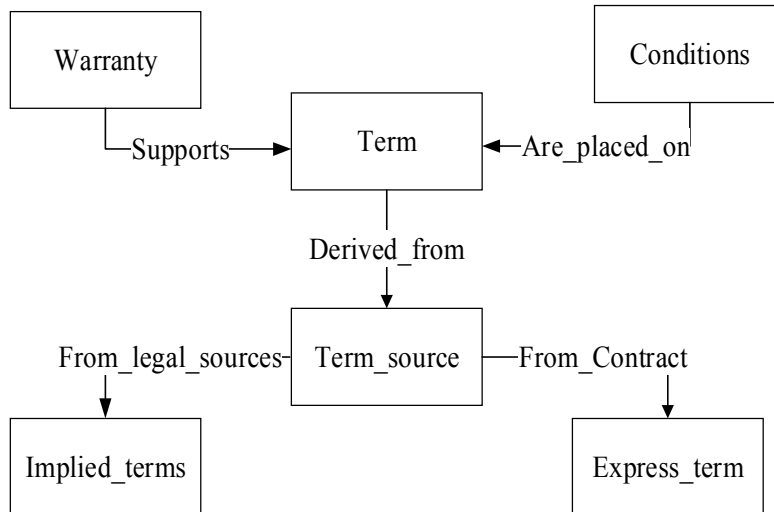 Warranty
Conditions
Supports
Term
Are_placed_on
Derived_from
From_legal_sources
Term_source
From_Contract
Implied_terms
Express_term